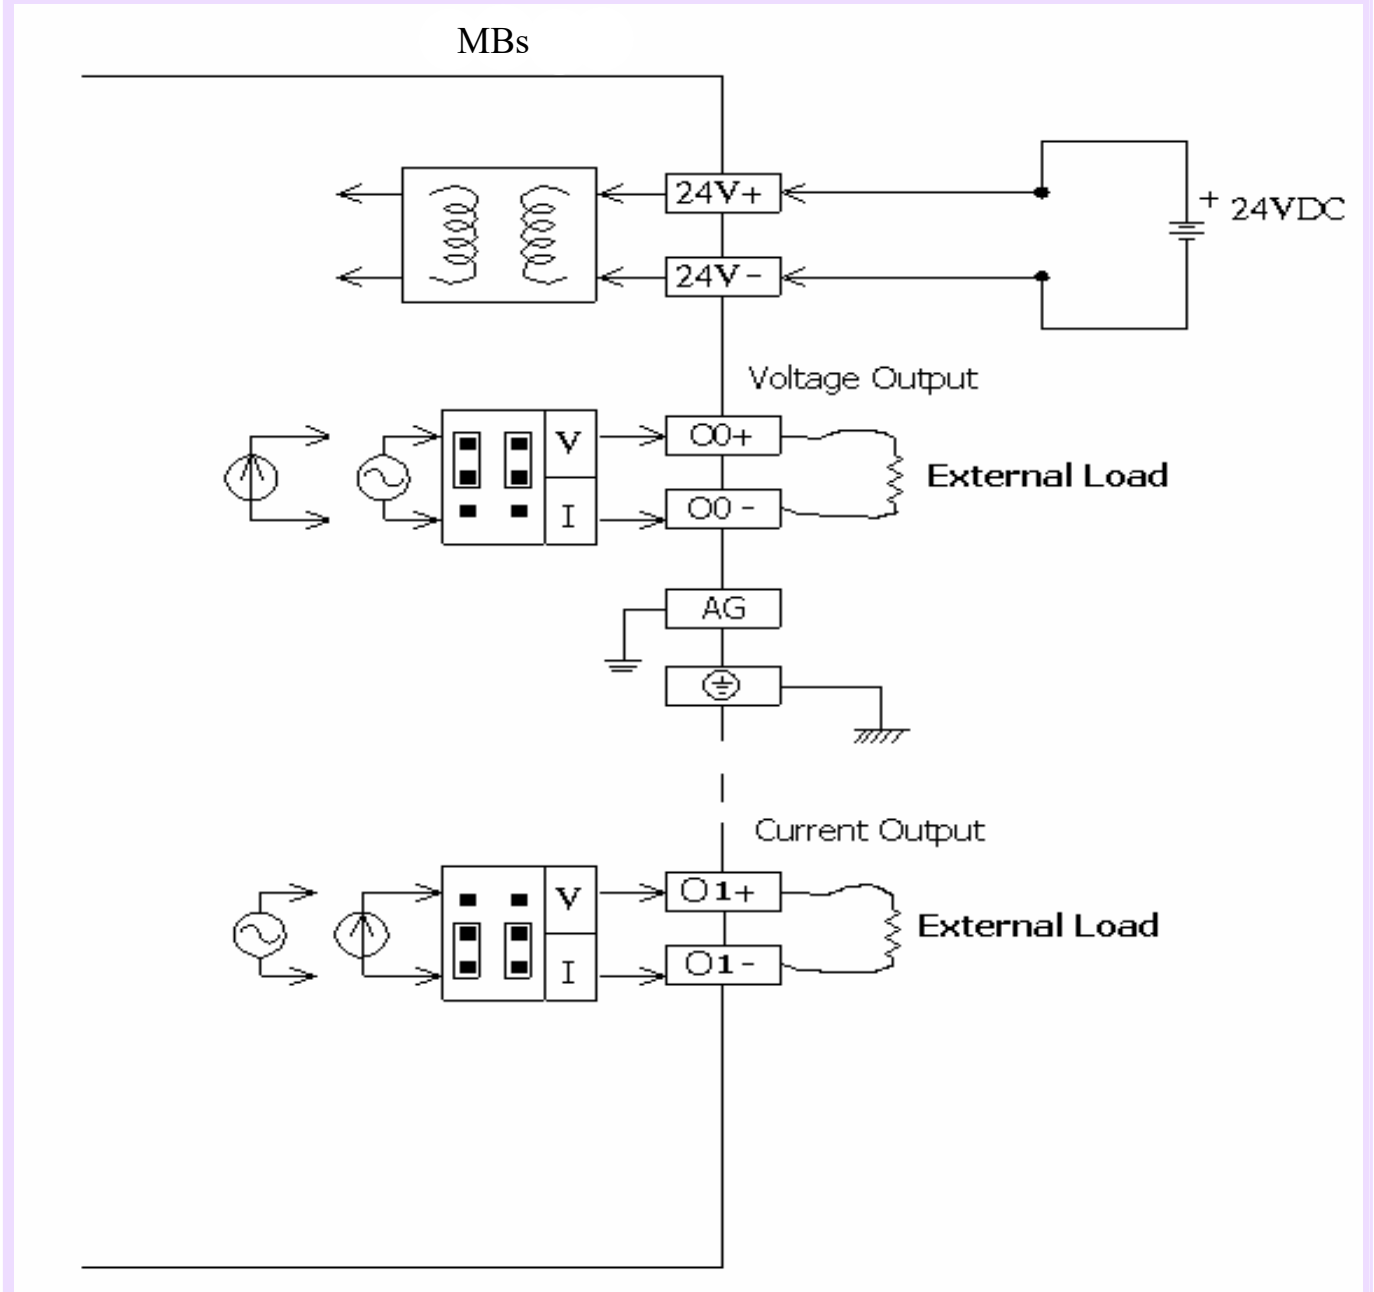 MBs
24V+
+ 24VDC
24V-
Voltage Output
V
O0+
External Load
I
O0-
AG
Current Output
V
O1+
External Load
I
O1-